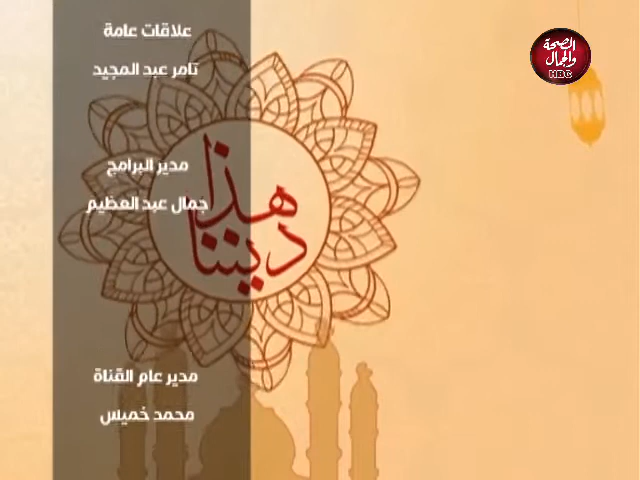 علاقات عامة
تامر عبد المجيد
مدير البرامج
جمال عبد العظيم
هذا
ديننا
مدير عام القناة
محمد خميس
الصحة
والجمال
HBC